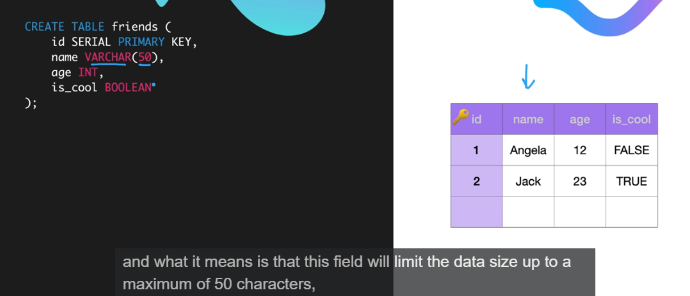 CREATE TABLE friends (
id SERIAL PRIMARY KEY,
name VARCHAR(50),
age INT,
is_cool BOOLEAN
);
id name age is_cool
1 Angela 12 FALSE
2 Jack 23 TRUE
and what it means is that this field will limit the data size up to a
maximum of 50 characters,